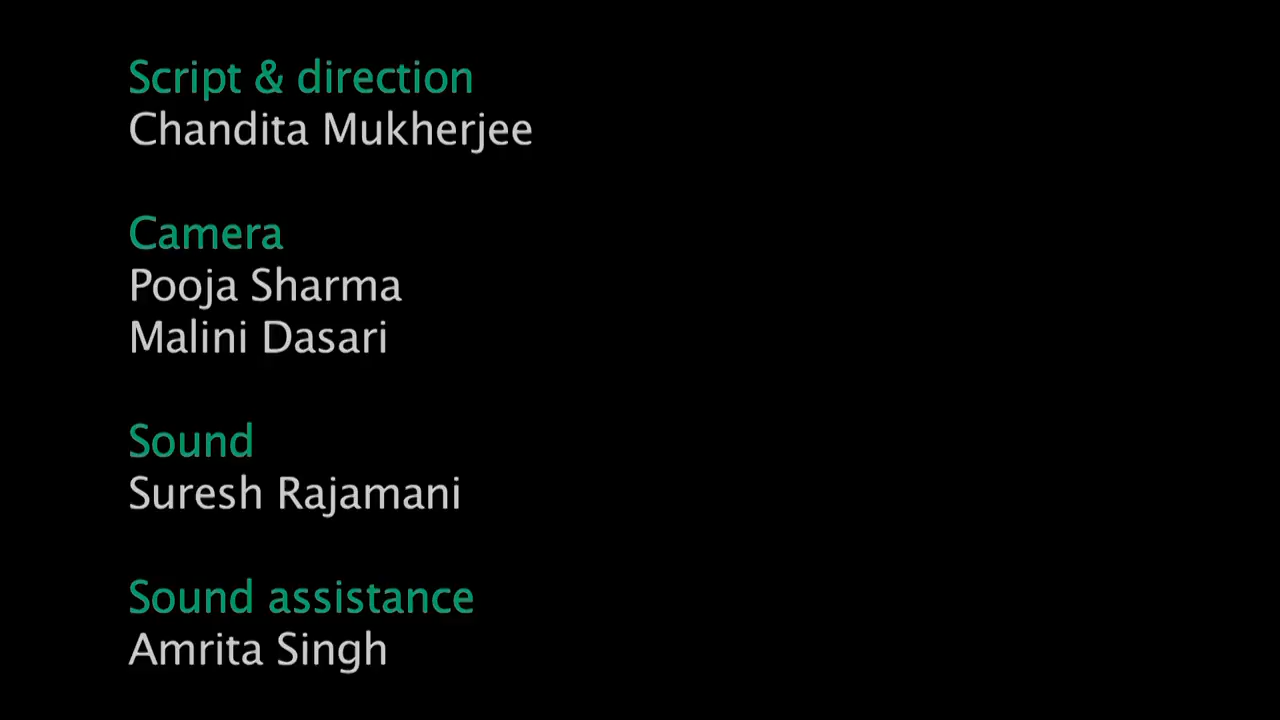 Script & direction
Chandita Mukherjee
Camera
Pooja Sharma
Malini Dasari
Sound
Suresh Rajamani
Sound assistance
Amrita Singh